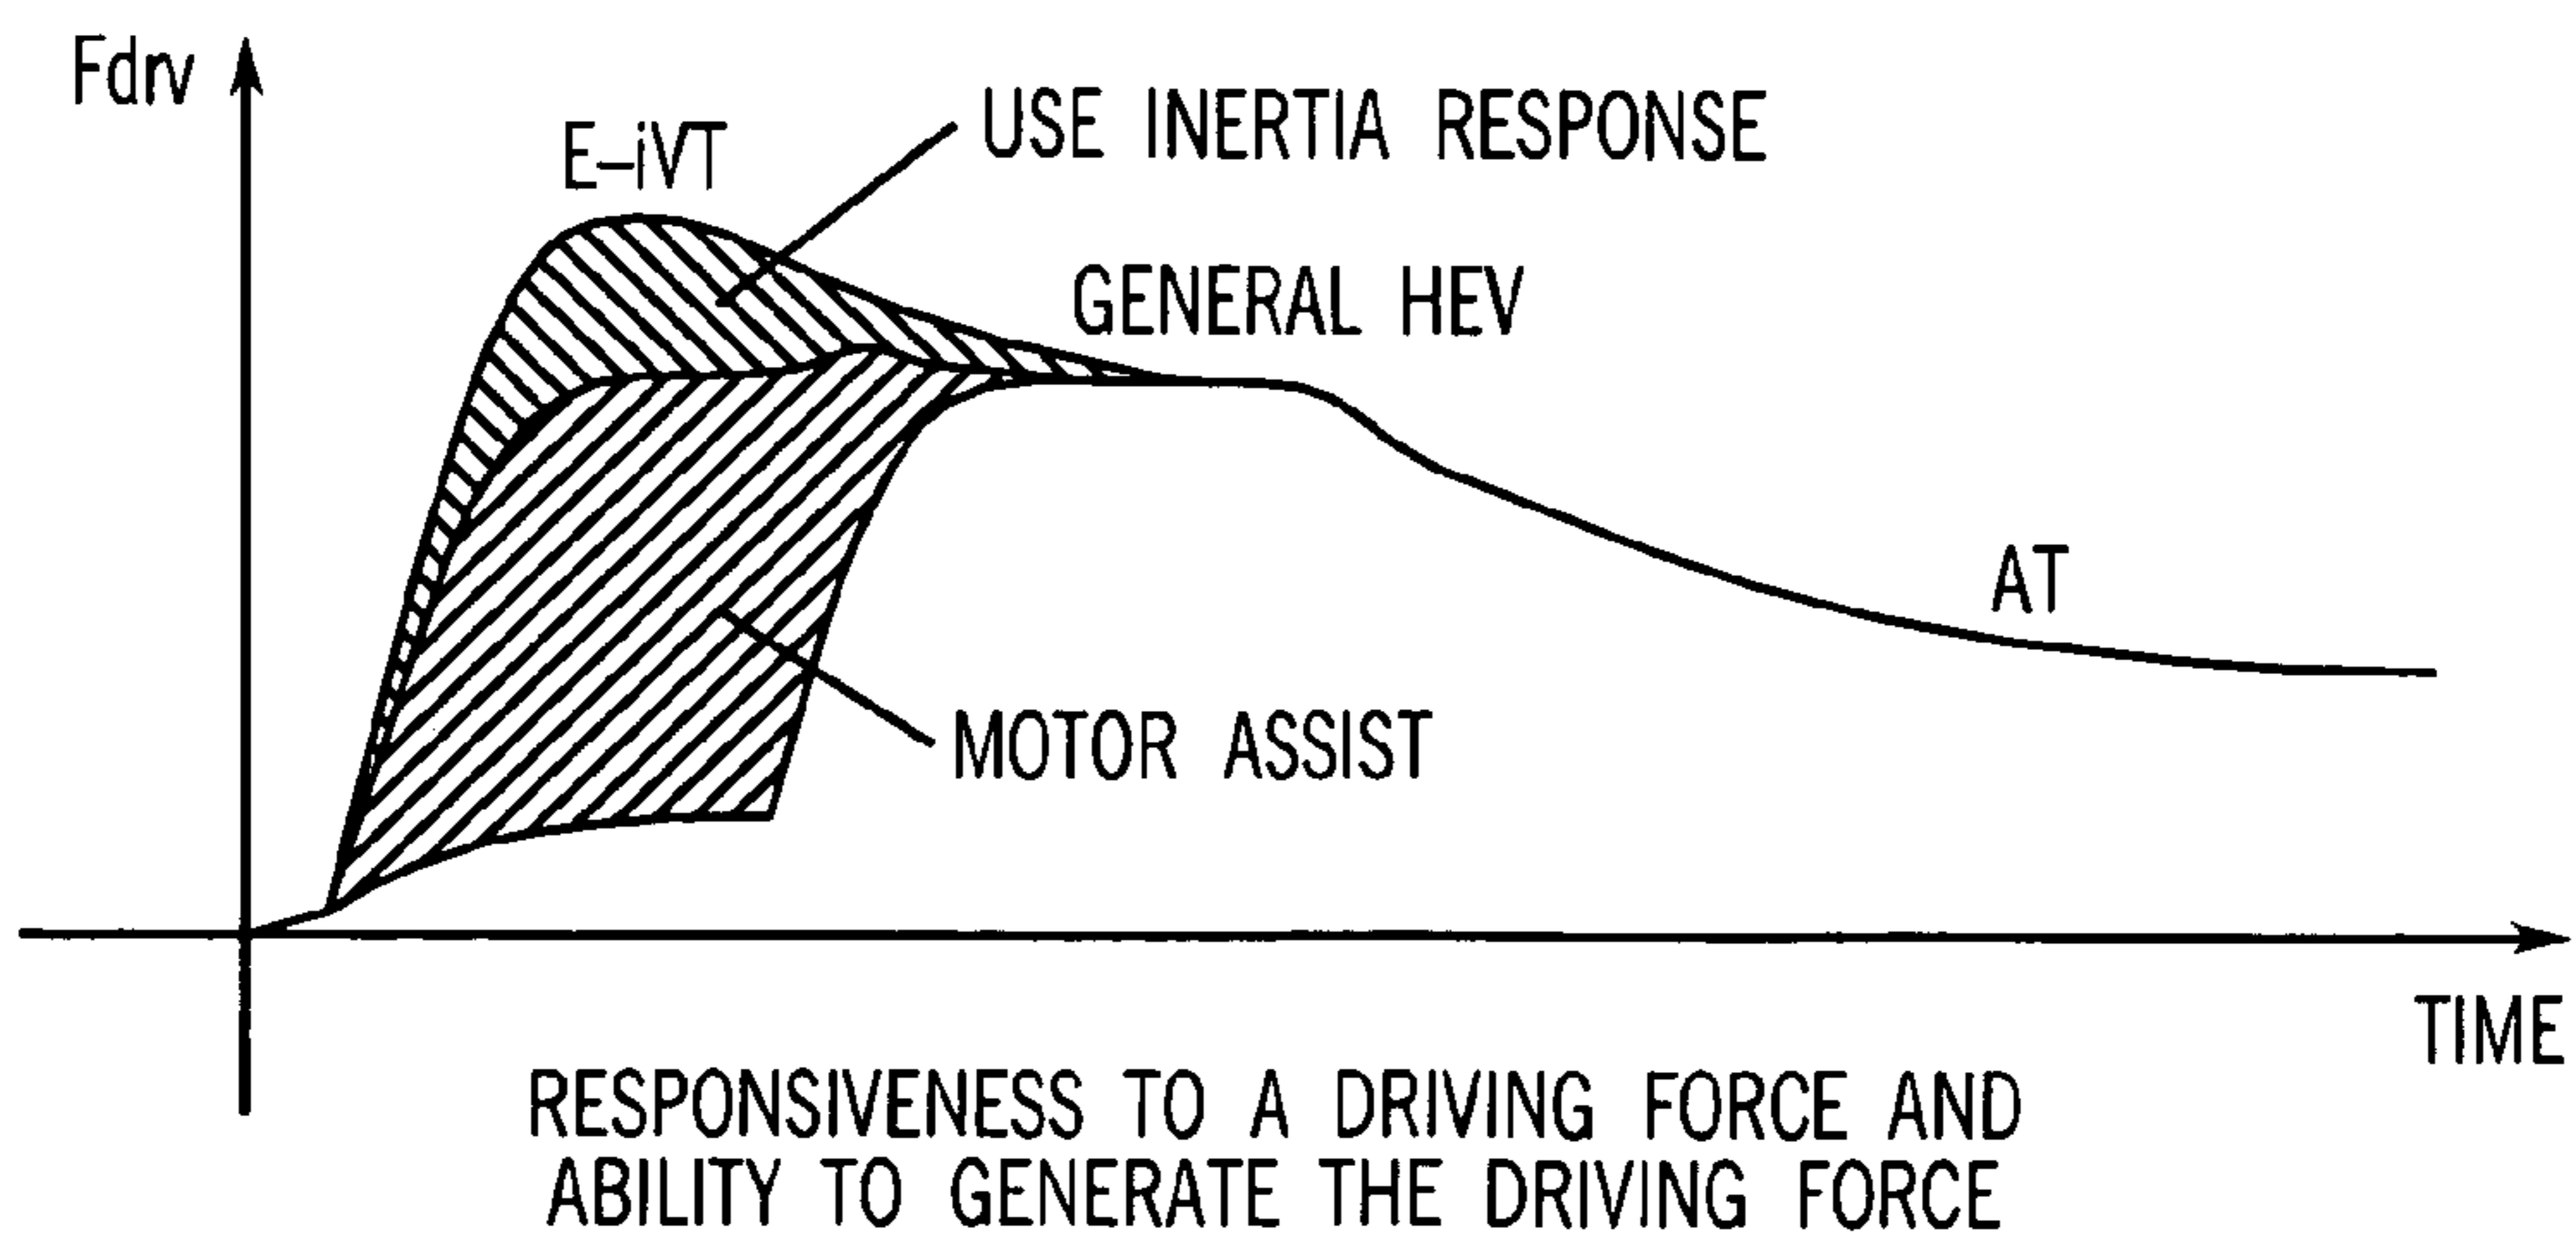 Fdrv
E-iVT
USE INERTIA RESPONSE
GENERAL HEV
AT
MOTOR ASSIST
TIME
RESPONSIVENESS TO A DRIVING FORCE AND
ABILITY TO GENERATE THE DRIVING FORCE